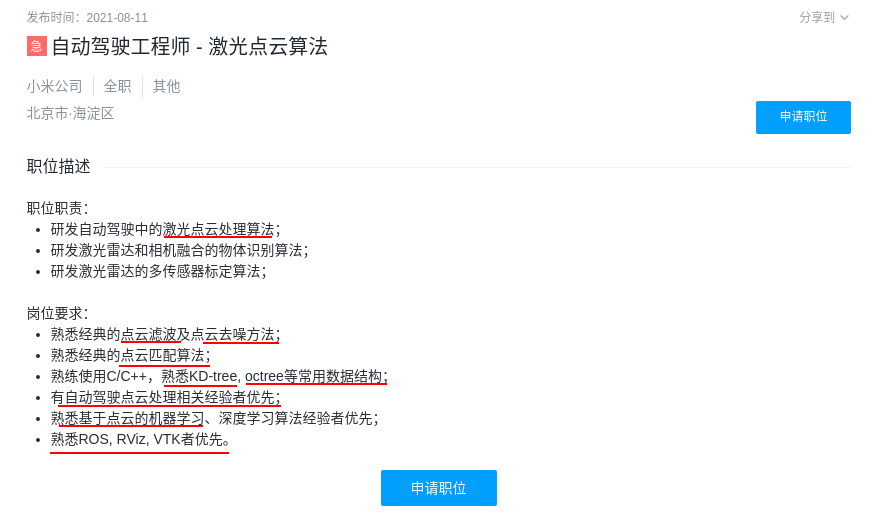 发布时间：2021-08-11
分享到
急 自动驾驶工程师 - 激光点云算法
小米公司 全职 其他
北京市·海淀区
申请职位
职位描述
职位职责：
研发自动驾驶中的激光点云处理算法；
研发激光雷达和相机融合的物体识别算法；
研发激光雷达的多传感器标定算法；
岗位要求：
熟悉经典的点云滤波及点云去噪方法；
熟悉经典的点云匹配算法；
熟练使用C/C++，熟悉KD-tree, octree等常用数据结构；
有自动驾驶点云处理相关经验者优先；
熟悉基于点云的机器学习、深度学习算法经验者优先；
熟悉ROS, RViz, VTK者优先。
申请职位